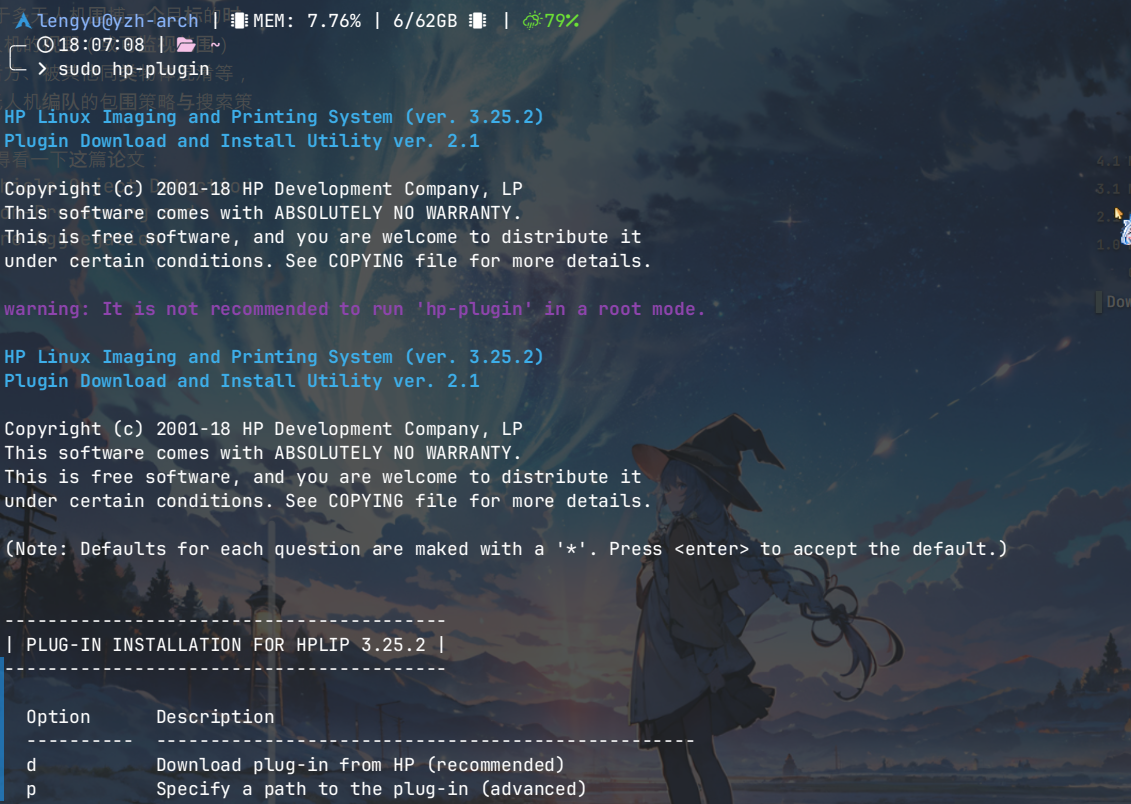 lengyu@yzh-arch | MEM: 7.76% | 6/62GB | 79%
18:07:08 | ~
> sudo hp-plugin
HP Linux Imaging and Printing System (ver. 3.25.2)
Plugin Download and Install Utility ver. 2.1
Copyright (c) 2001-18 HP Development Company, LP
This software comes with ABSOLUTELY NO WARRANTY.
This is free software, and you are welcome to distribute it
under certain conditions. See COPYING file for more details.
warning: It is not recommended to run 'hp-plugin' in a root mode.
HP Linux Imaging and Printing System (ver. 3.25.2)
Plugin Download and Install Utility ver. 2.1
Copyright (c) 2001-18 HP Development Company, LP
This software comes with ABSOLUTELY NO WARRANTY.
This is free software, and you are welcome to distribute it
under certain conditions. See COPYING file for more details.
(Note: Defaults for each question are maked with a '*'. Press <enter> to accept the default.)
-----------------------------------------
| PLUG-IN INSTALLATION FOR HPLIP 3.25.2 |
-----------------------------------------
Option Description
---------- --------------------------------------------------
d Download plug-in from HP (recommended)
p Specify a path to the plug-in (advanced)